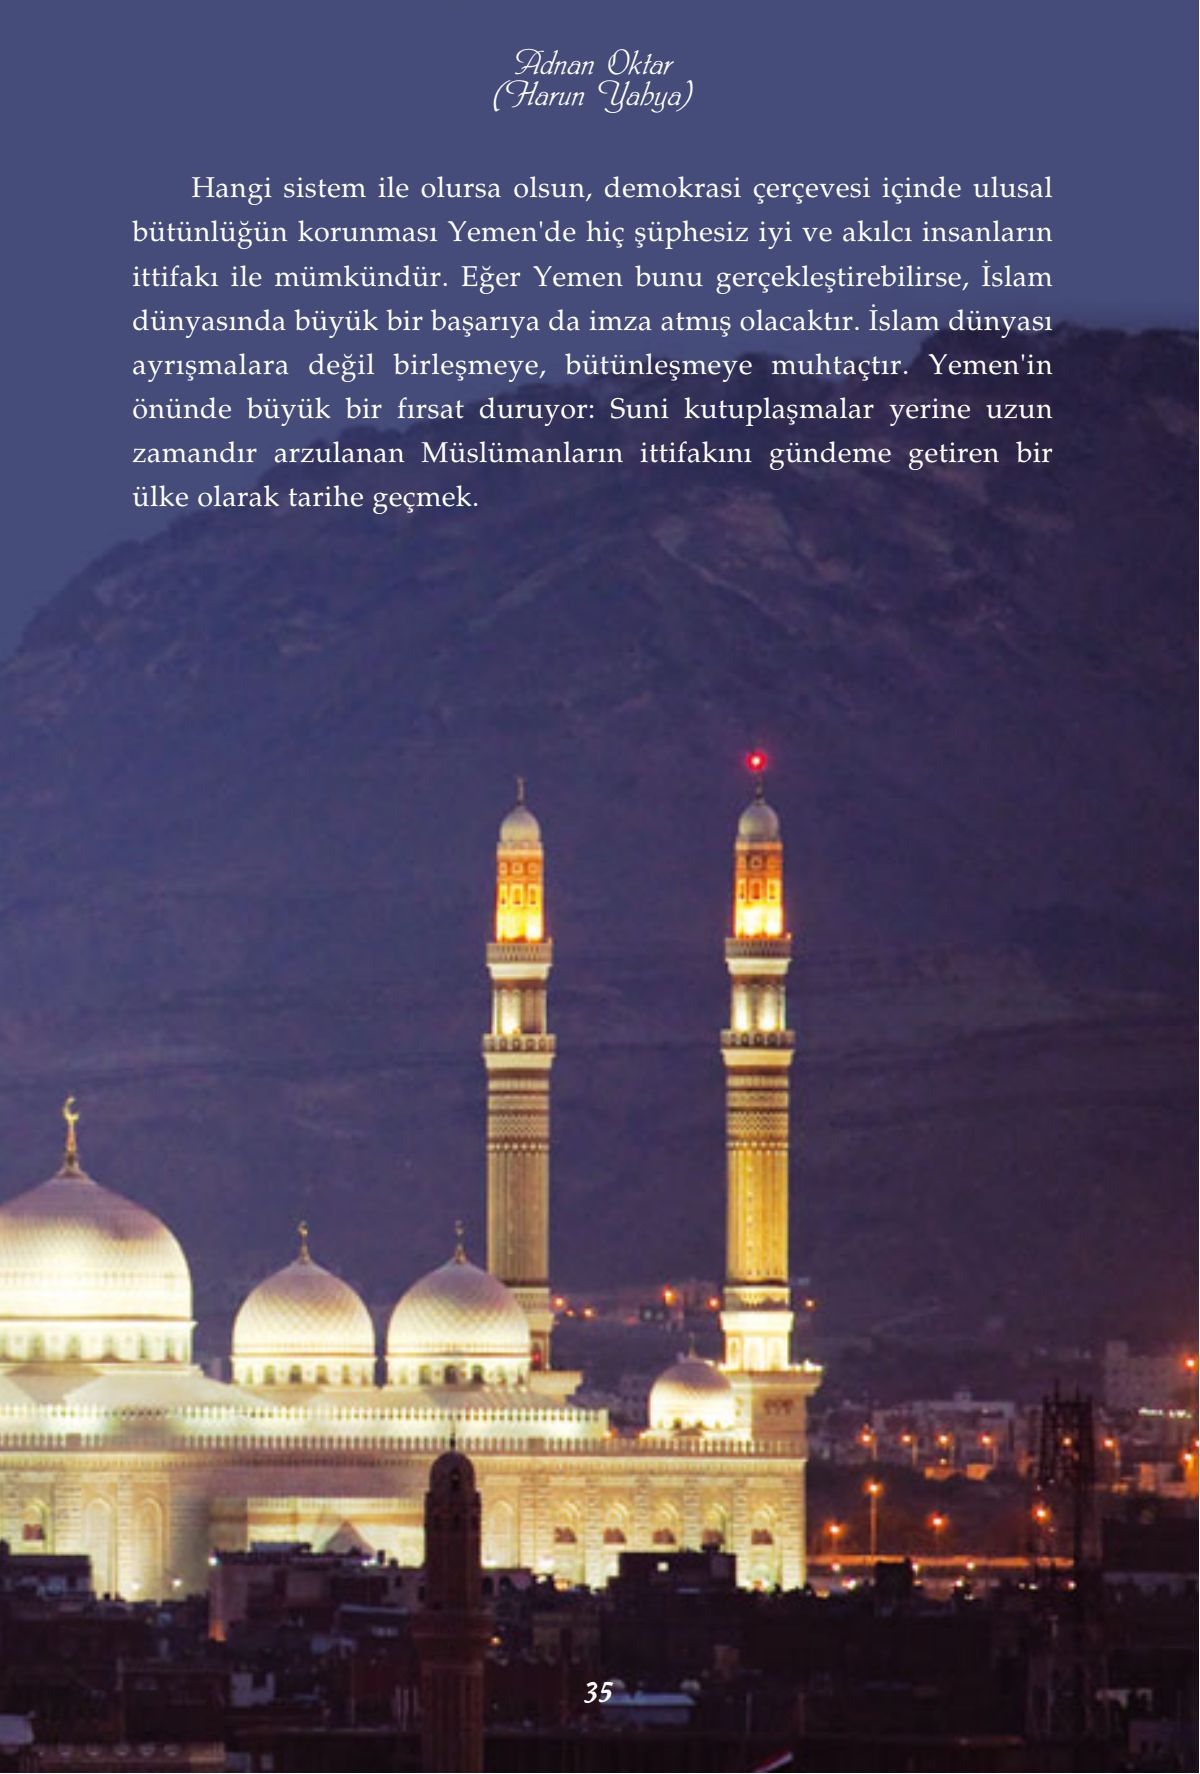 Adnan Oktar
(Harun Yahya)
Hangi sistem ile olursa olsun, demokrasi çerçevesi içinde ulusal
bütünlüğün korunması Yemen'de hiç şüphesiz iyi ve akılcı insanların
ittifakı ile mümkündür. Eğer Yemen bunu gerçekleştirebilirse, İslam
dünyasında büyük bir başarıya da imza atmış olacaktır. İslam dünyası
ayrışmalara değil birleşmeye, bütünleşmeye muhtaçtır. Yemen'in
önünde büyük bir fırsat duruyor: Suni kutuplaşmalar yerine uzun
zamandır arzulanan Müslümanların ittifakını gündeme getiren bir
ülke olarak tarihe geçmek.
35